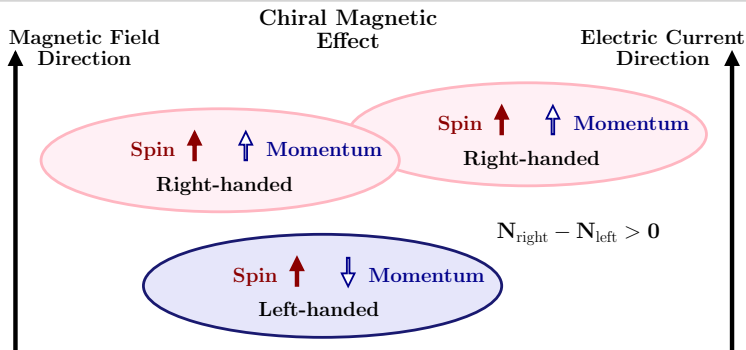 Chiral Magnetic
Effect
Magnetic Field
Direction
Electric Current
Direction
Spin Momentum
Right-handed
Spin Momentum
Right-handed
N_right − N_left > 0
Spin Momentum
Left-handed